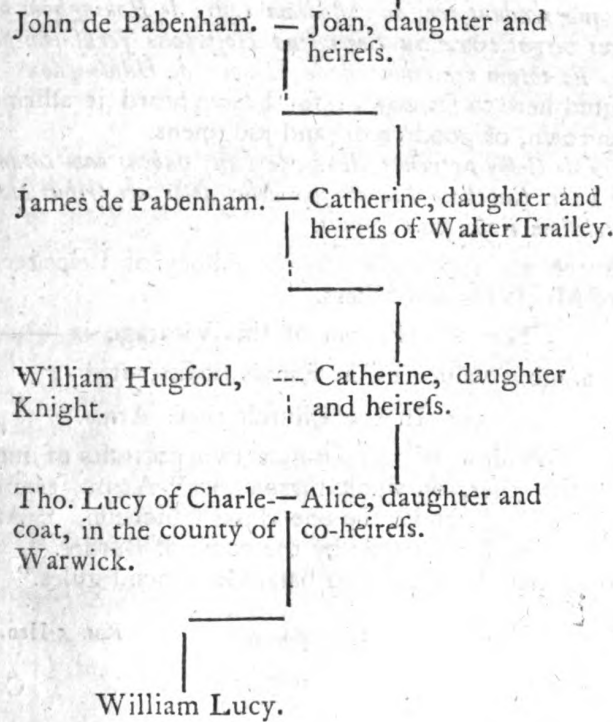 John de Pabenham. — Joan, daughter and
heireſs.
James de Pabenham. — Catherine, daughter and
heireſs of Walter Trailey.
William Hugford, --- Catherine, daughter
Knight. and heireſs.
Tho. Lucy of Charle-— Alice, daughter and
coat, in the county of co-heireſs.
Warwick.
William Lucy.